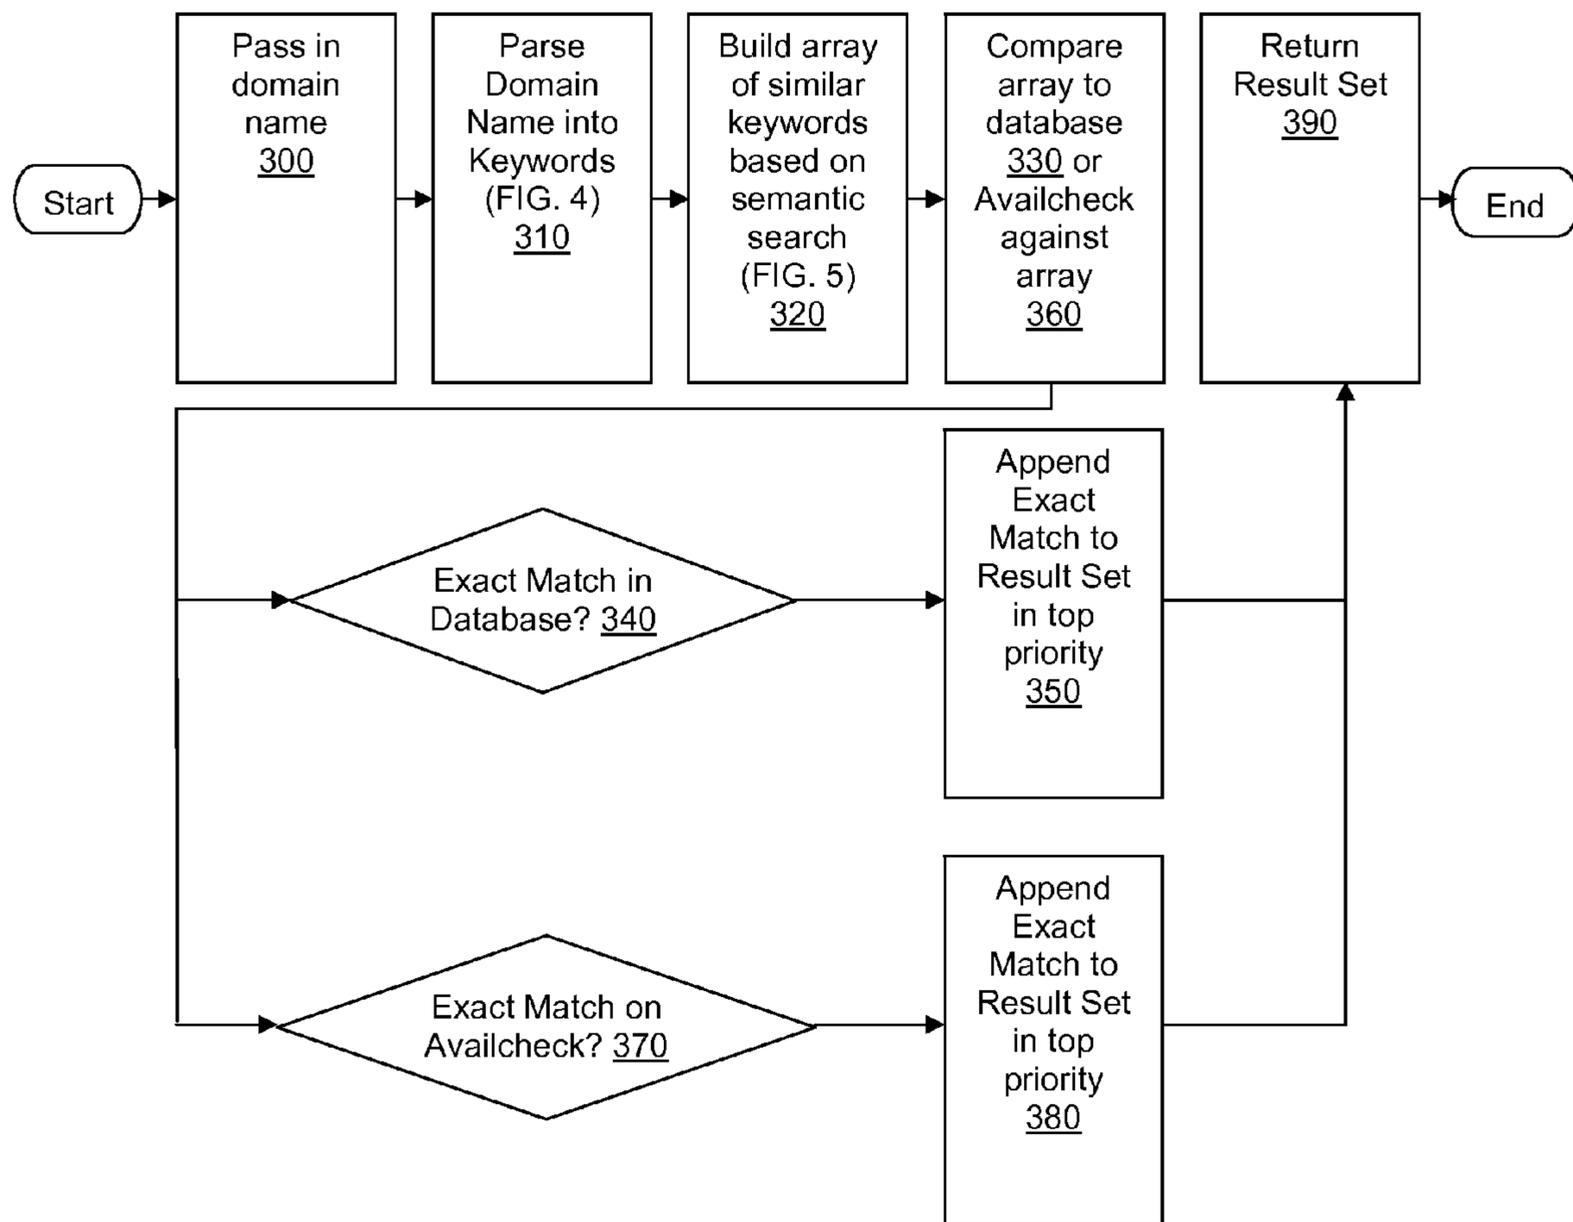 Start
Pass in
domain
name
300
Parse
Domain
Name into
Keywords
(FIG. 4)
310
Build array
of similar
keywords
based on
semantic
search
(FIG. 5)
320
Compare
array to
database
330 or
Availcheck
against
array
360
Return
Result Set
390
End
Exact Match in
Database? 340
Append
Exact
Match to
Result Set
in top
priority
350
Exact Match on
Availcheck? 370
Append
Exact
Match to
Result Set
in top
priority
380